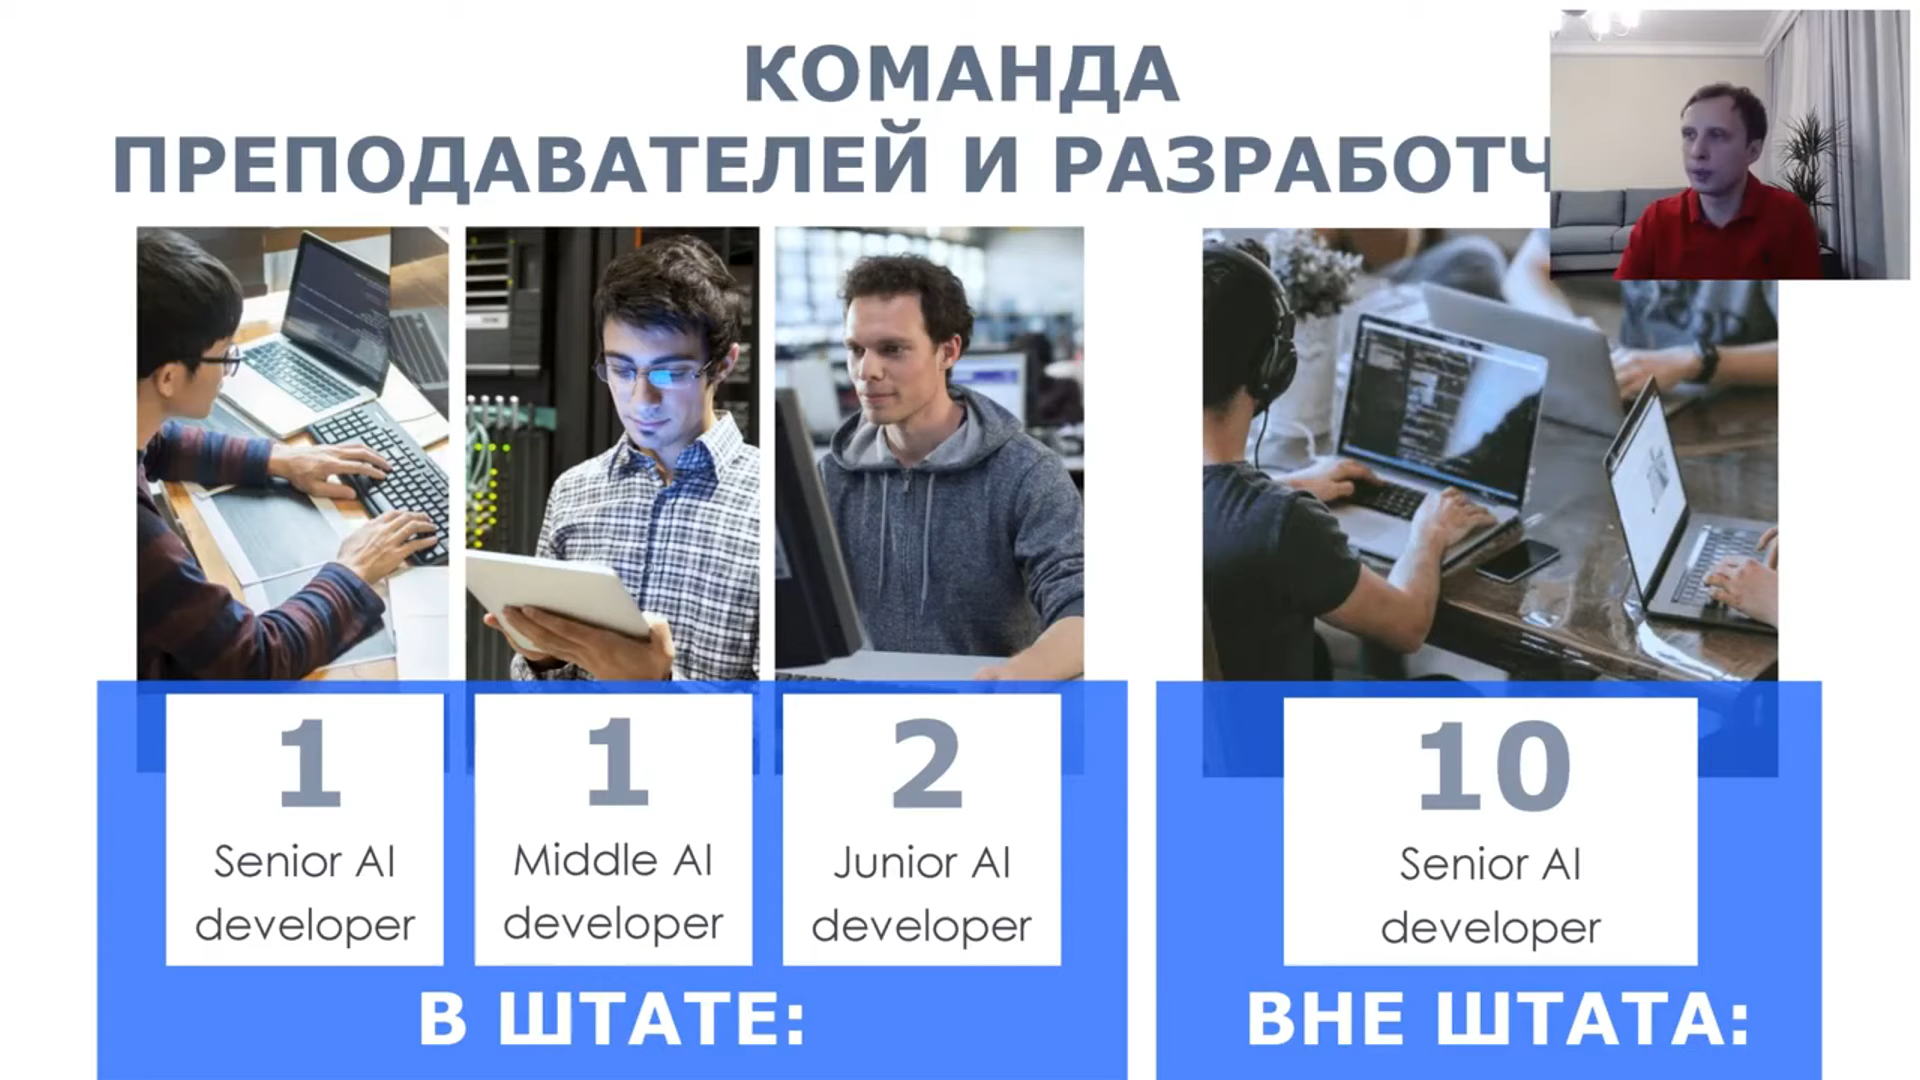 КОМАНДА
ПРЕПОДАВАТЕЛЕЙ И
1
Senior AI
developer
1
Middle AI
developer
2
Junior AI
developer
В ШТАТЕ:
10
Senior AI
developer
ВНЕ ШТАТА: